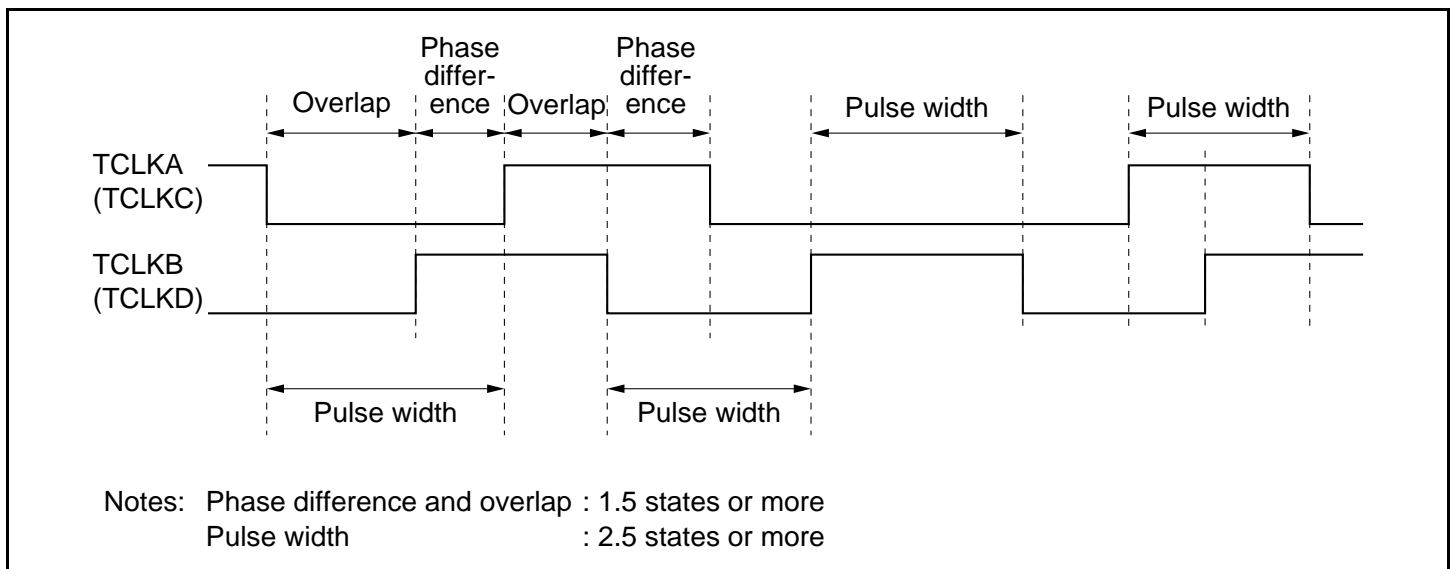 Phase
differ-
ence
Phase
differ-
ence
Overlap
Overlap
Pulse width
Pulse width
TCLKA
(TCLKC)
TCLKB
(TCLKD)
Pulse width
Pulse width
Notes: Phase difference and overlap : 1.5 states or more
Pulse width : 2.5 states or more